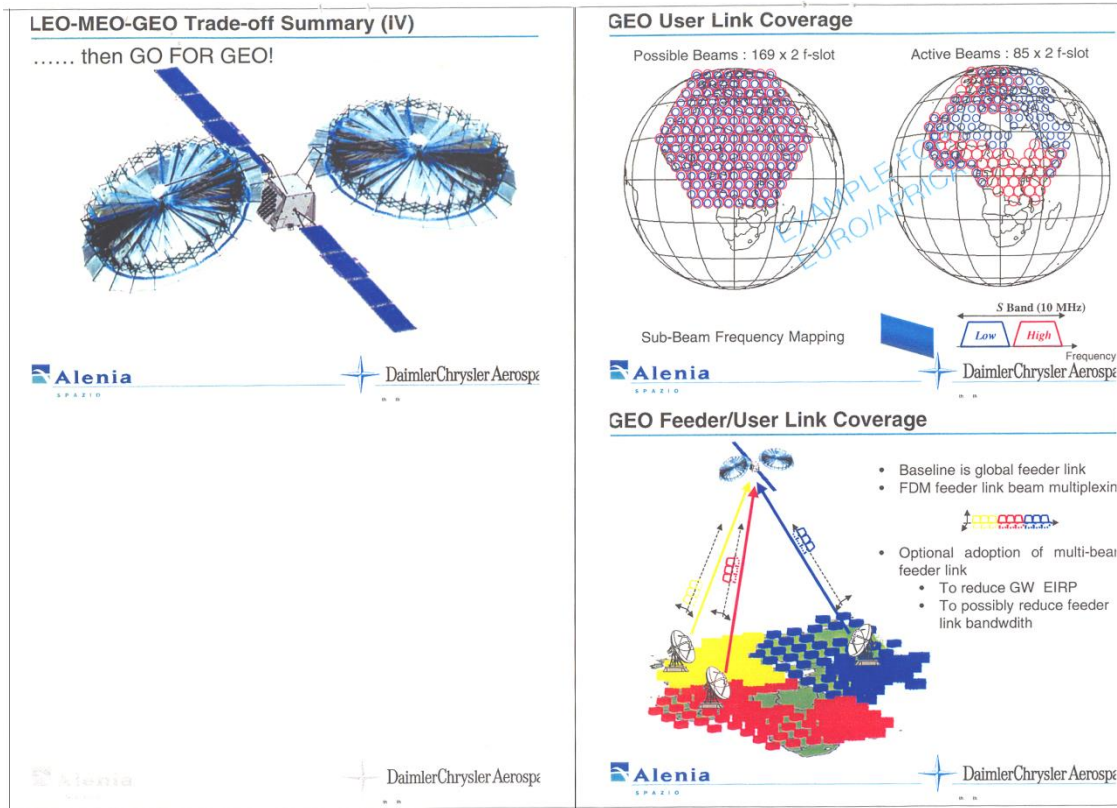 LEO-MEO-GEO Trade-off Summary (IV)
...... then GO FOR GEO!
Alenia
SPAZIO
DaimlerChrysler Aerospa
GEO User Link Coverage
Possible Beams : 169 x 2 f-slot
Active Beams : 85 x 2 f-slot
EXAMPLE FO
EURO/AFRICA
Sub-Beam Frequency Mapping
S Band (10 MHz)
Low
High
Frequency
Alenia
SPAZIO
DaimlerChrysler Aerospa
GEO Feeder/User Link Coverage
• Baseline is global feeder link
• FDM feeder link beam multiplexin
• Optional adoption of multi-bear
feeder link
• To reduce GW EIRP
• To possibly reduce feeder
link bandwdith
Alenia
DaimlerChrysler Aerospa
Alenia
SPAZIO
DaimlerChrysler Aerospa